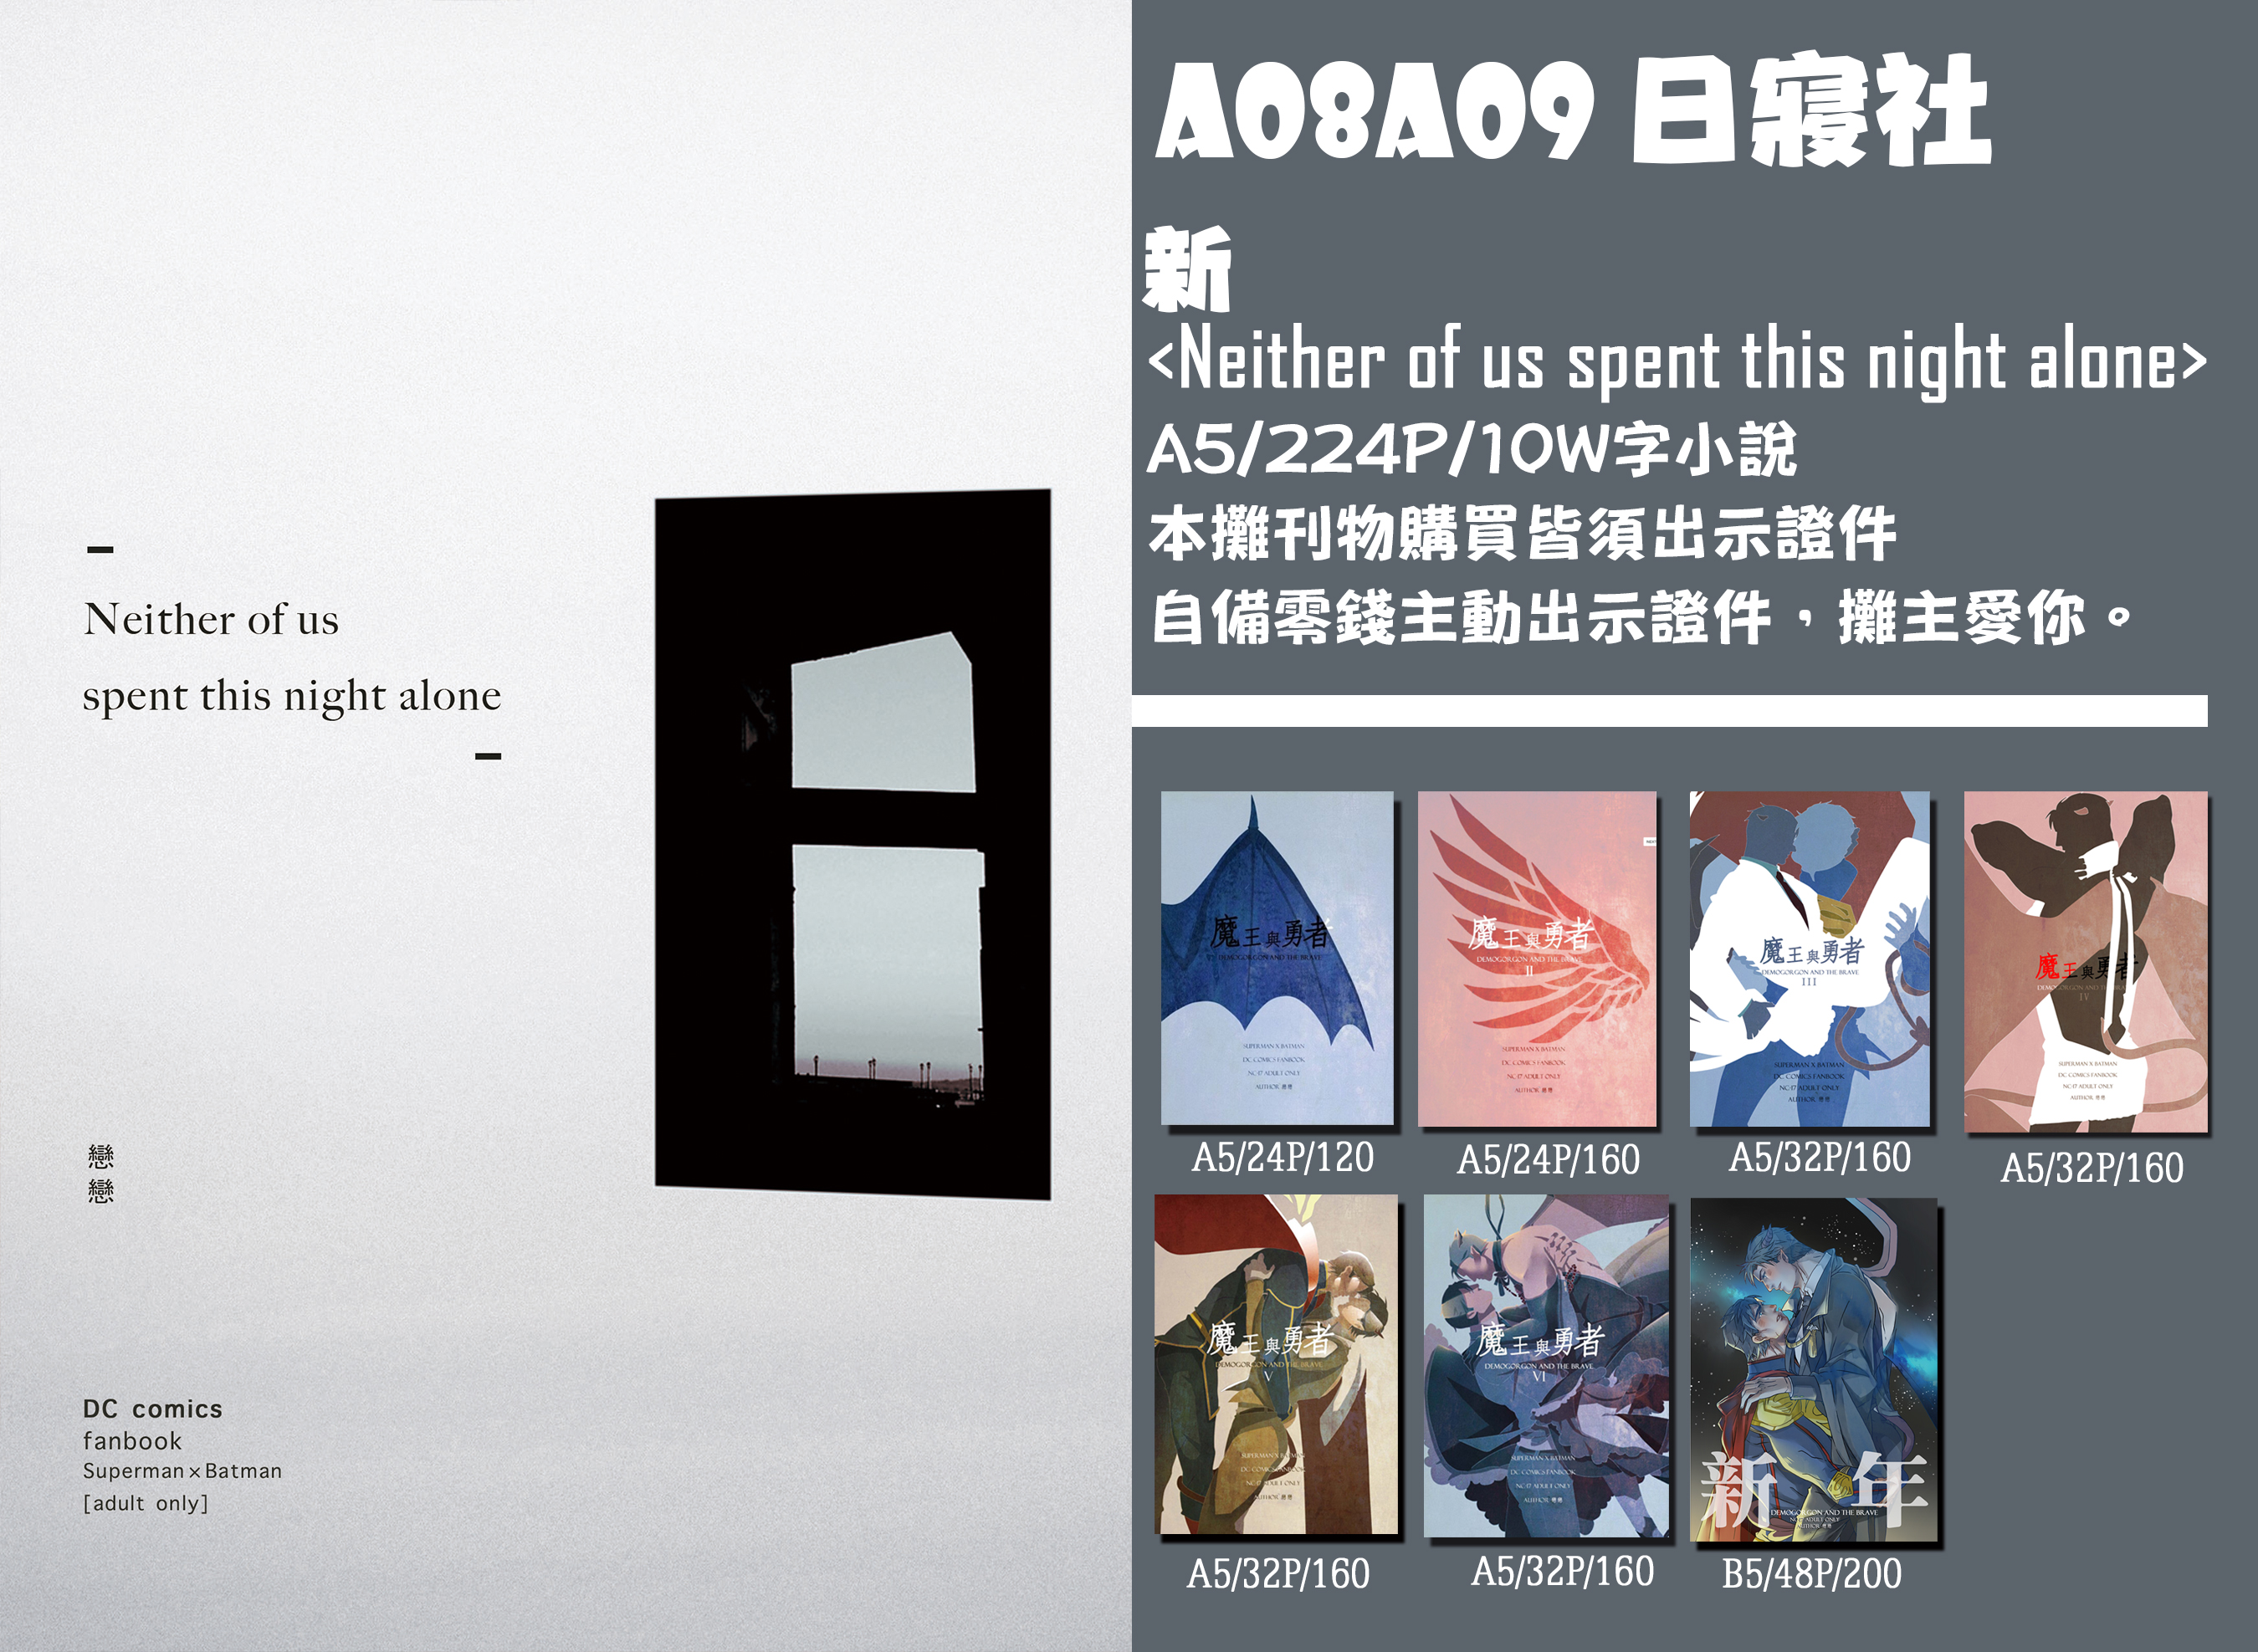 Neither of us
spent this night alone
戀
戀
DC comics
fanbook
Superman×Batman
[adult only]
A08A09 日寢社
新
<Neither of us spent this night alone>
A5/224P/10W字小說
本攤刊物購買皆須出示證件
自備零錢主動出示證件，攤主愛你。
魔王與勇者
DEMOGORGON AND THE BRAVE
SUPERMAN X BATMAN
DC COMICS FANBOOK
NC-17 ADULT ONLY
AUTHOR 戀戀
A5/24P/120
魔王與勇者
DEMOGORGON AND THE BRAVE
II
SUPERMAN X BATMAN
DC COMICS FANBOOK
NC-17 ADULT ONLY
AUTHOR 戀戀
A5/24P/160
魔王與勇者
DEMOGORGON AND THE BRAVE
III
SUPERMAN X BATMAN
DC COMICS FANBOOK
NC-17 ADULT ONLY
AUTHOR 戀戀
A5/32P/160
魔王與勇者
DEMOGORGON AND THE BRAVE
IV
SUPERMAN X BATMAN
DC COMICS FANBOOK
NC-17 ADULT ONLY
AUTHOR 戀戀
A5/32P/160
魔王與勇者
DEMOGORGON AND THE BRAVE
V
SUPERMAN X BATMAN
DC COMICS FANBOOK
NC-17 ADULT ONLY
AUTHOR 戀戀
A5/32P/160
魔王與勇者
DEMOGORGON AND THE BRAVE
VI
SUPERMAN X BATMAN
DC COMICS FANBOOK
NC-17 ADULT ONLY
AUTHOR 戀戀
A5/32P/160
新年
DEMOGORGON AND THE BRAVE
NC-17 ADULT ONLY
AUTHOR 戀戀
B5/48P/200